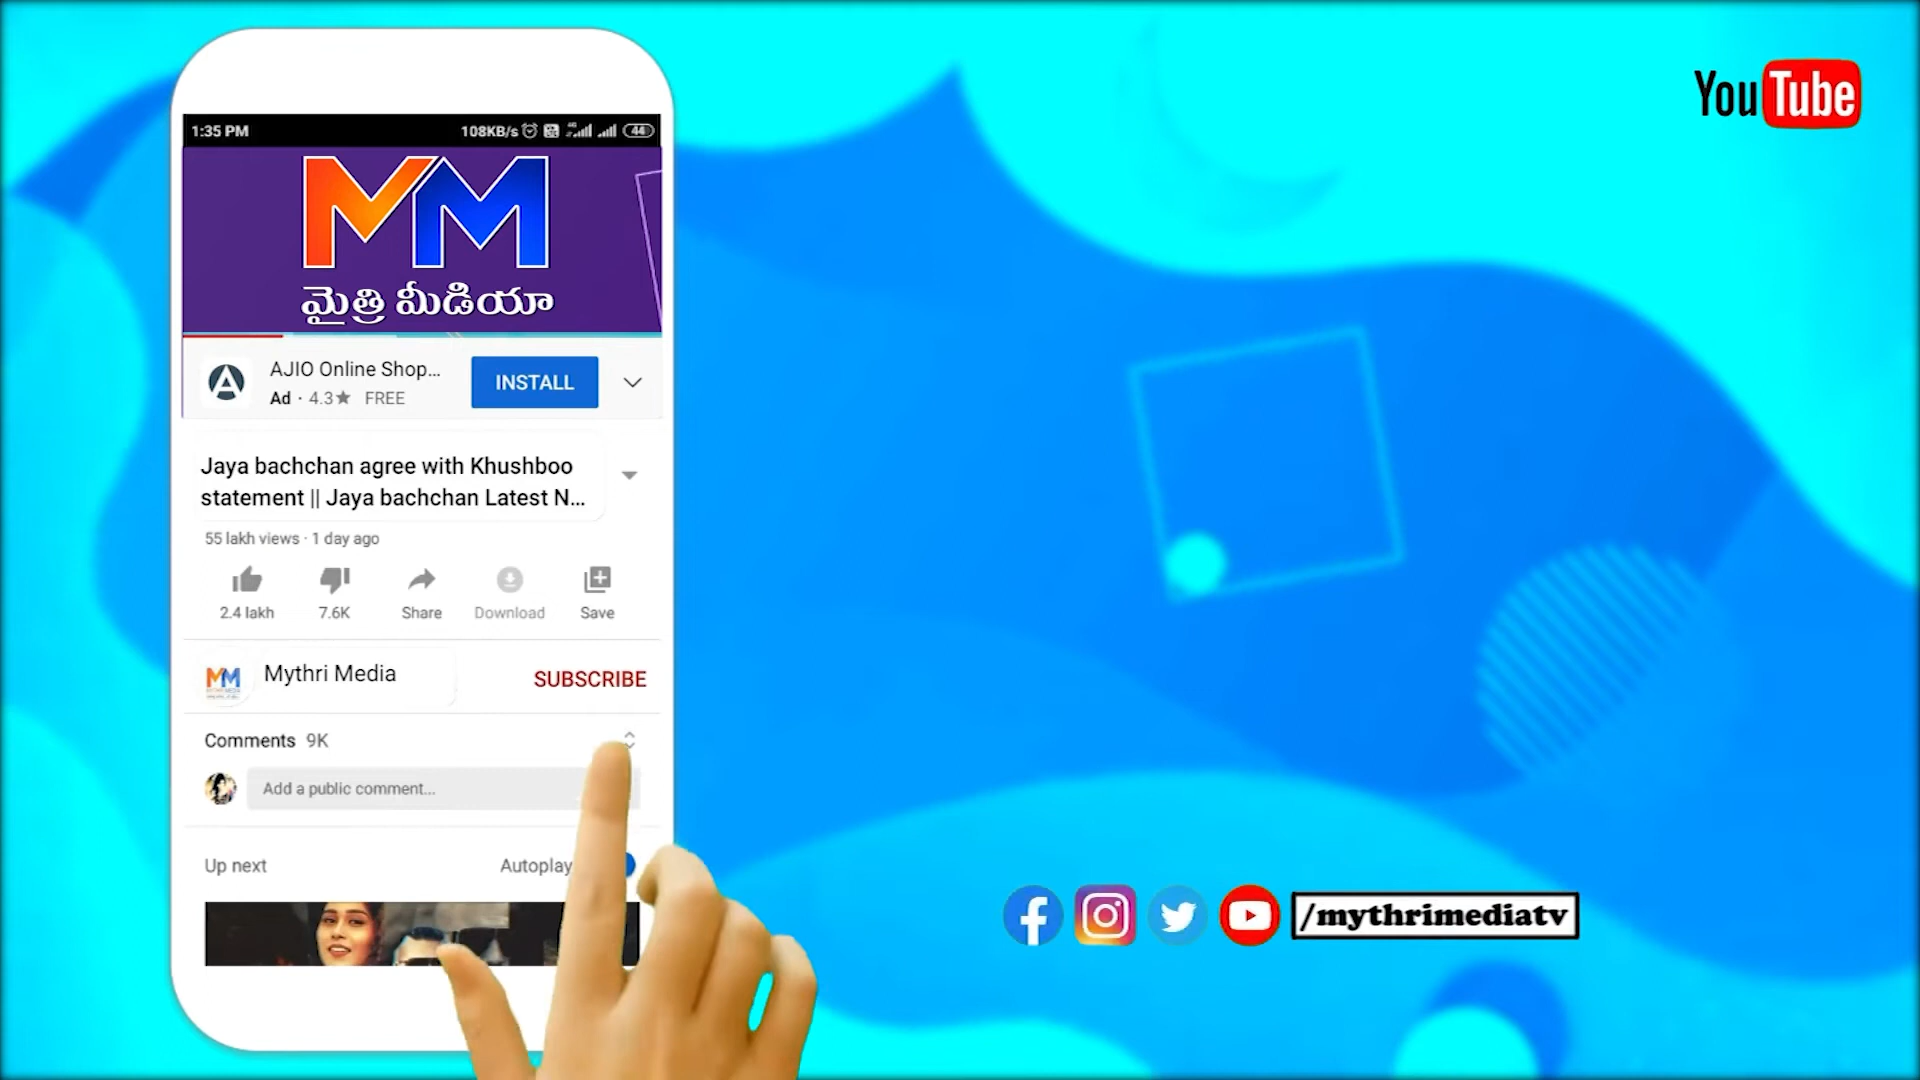 YouTube
1:35 PM 108KB/s 44
MM
మైత్రి మీడియా
AJIO Online Shop...
Ad · 4.3★ FREE
INSTALL
Jaya bachchan agree with Khushboo
statement || Jaya bachchan Latest N...
55 lakh views · 1 day ago
2.4 lakh 7.6K Share Download Save
MM
Mythri Media
SUBSCRIBE
Comments 9K
Add a public comment...
Up next Autoplay
/mythrimediatv